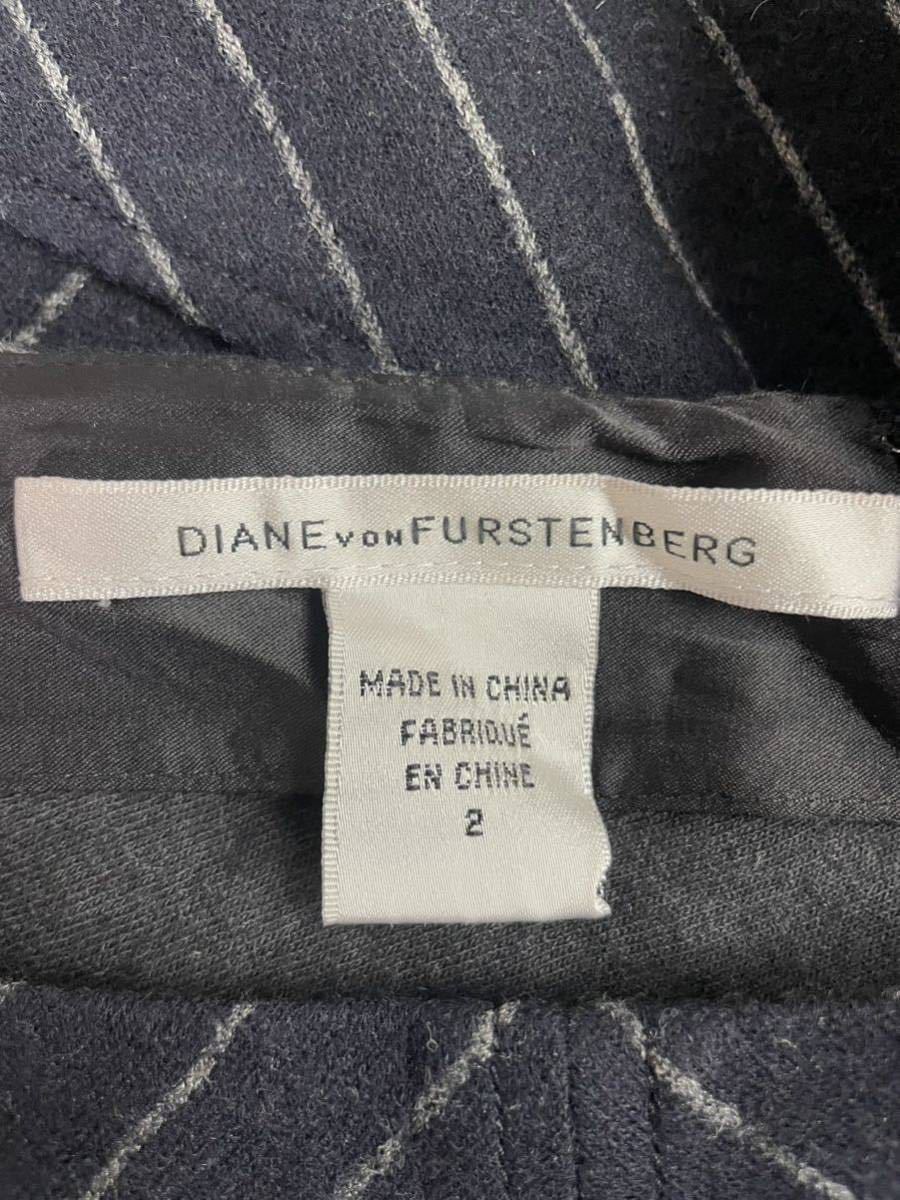 DIANE VON FURSTENBERG
MADE IN CHINA
FABRIQUÉ
EN CHINE
2